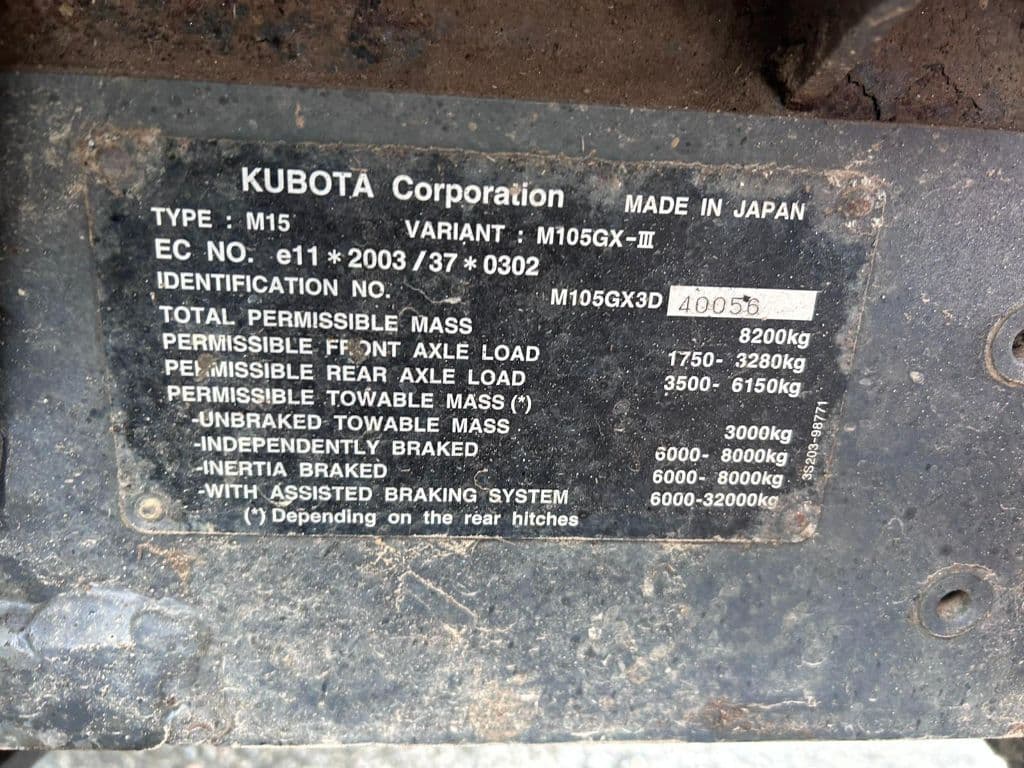 KUBOTA Corporation MADE IN JAPAN
TYPE : M15 VARIANT : M105GX-III
EC NO. e11*2003/37*0302
IDENTIFICATION NO. M105GX3D 40056
TOTAL PERMISSIBLE MASS 8200kg
PERMISSIBLE FRONT AXLE LOAD 1750- 3280kg
PERMISSIBLE REAR AXLE LOAD 3500- 6150kg
PERMISSIBLE TOWABLE MASS (*)
-UNBRAKED TOWABLE MASS 3000kg
-INDEPENDENTLY BRAKED 6000- 8000kg
-INERTIA BRAKED 6000- 8000kg
-WITH ASSISTED BRAKING SYSTEM 6000-32000kg
(*) Depending on the rear hitches
3S203-98771